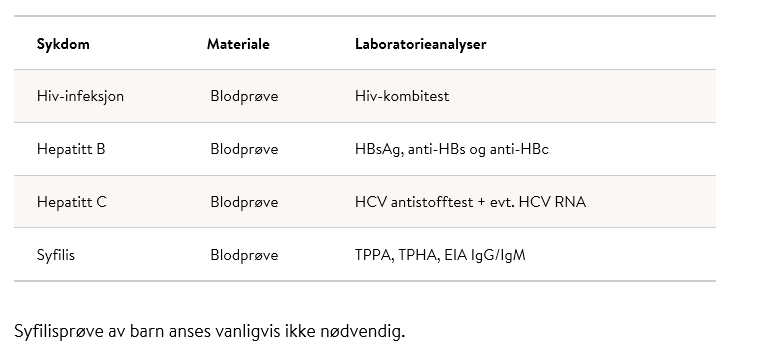 Sykdom Materiale Laboratorieanalyser
Hiv-infeksjon Blodprøve Hiv-kombitest
Hepatitt B Blodprøve HBsAg, anti-HBs og anti-HBc
Hepatitt C Blodprøve HCV antistofftest + evt. HCV RNA
Syfilis Blodprøve TPPA, TPHA, EIA IgG/IgM
Syfilisprøve av barn anses vanligvis ikke nødvendig.